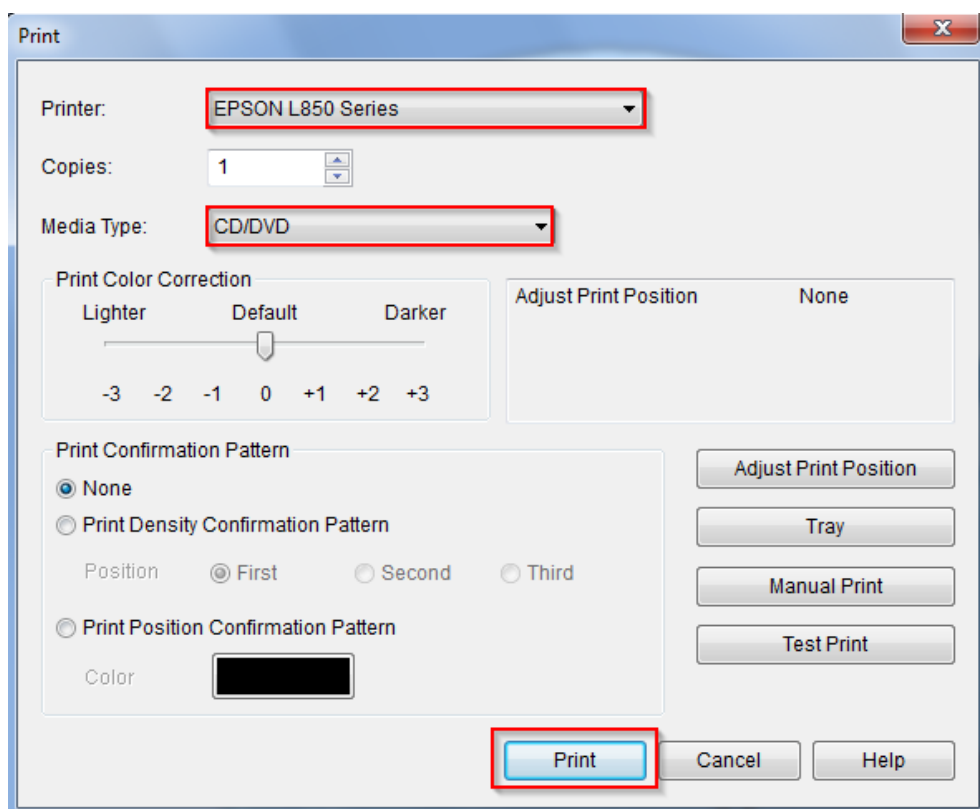 Print
Printer: EPSON L850 Series
Copies: 1
Media Type: CD/DVD
Print Color Correction
Lighter Default Darker
-3 -2 -1 0 +1 +2 +3
Adjust Print Position None
Print Confirmation Pattern
None
Print Density Confirmation Pattern
Position First Second Third
Print Position Confirmation Pattern
Color
Adjust Print Position
Tray
Manual Print
Test Print
Print Cancel Help